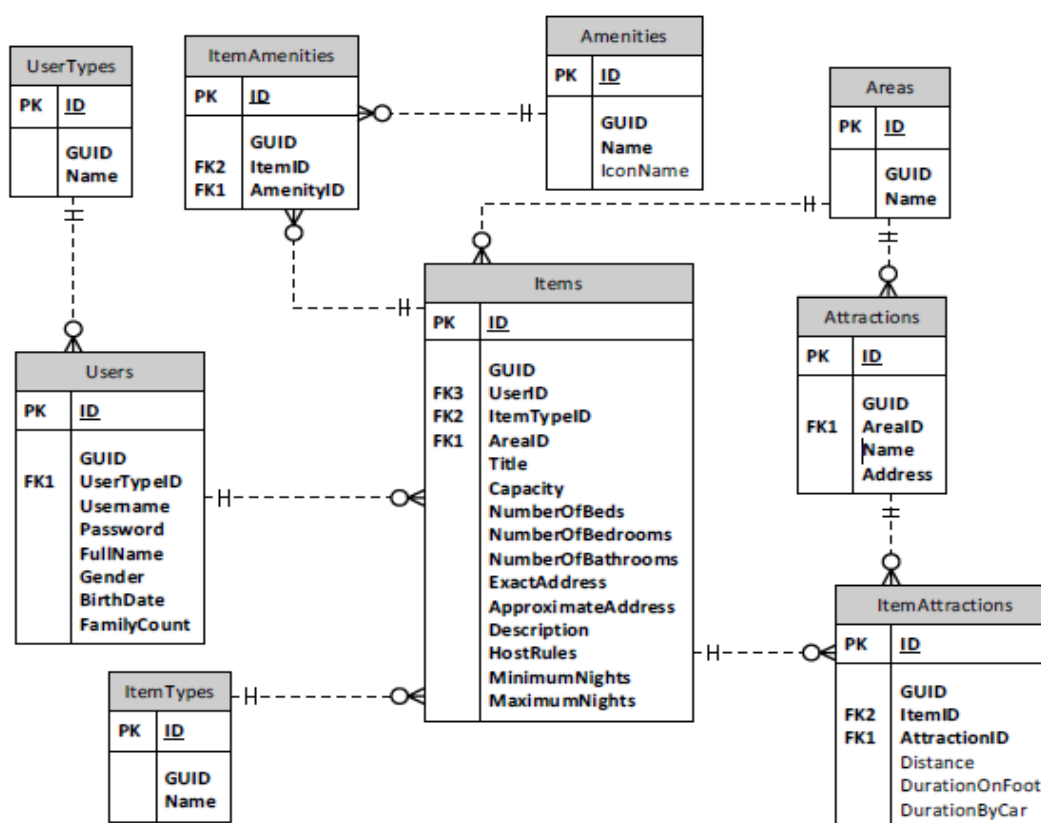 UserTypes
PK ID
GUID
Name
ItemAmenities
PK ID
GUID
FK2 ItemID
FK1 AmenityID
Amenities
PK ID
GUID
Name
IconName
Areas
PK ID
GUID
Name
Items
PK ID
GUID
FK3 UserID
FK2 ItemTypeID
FK1 AreaID
Title
Capacity
NumberOfBeds
NumberOfBedrooms
NumberOfBathrooms
ExactAddress
ApproximateAddress
Description
HostRules
MinimumNights
MaximumNights
Attractions
PK ID
GUID
FK1 AreaID
Name
Address
Users
PK ID
GUID
FK1 UserTypeID
Username
Password
FullName
Gender
BirthDate
FamilyCount
ItemTypes
PK ID
GUID
Name
ItemAttractions
PK ID
GUID
FK2 ItemID
FK1 AttractionID
Distance
DurationOnFoot
DurationByCar